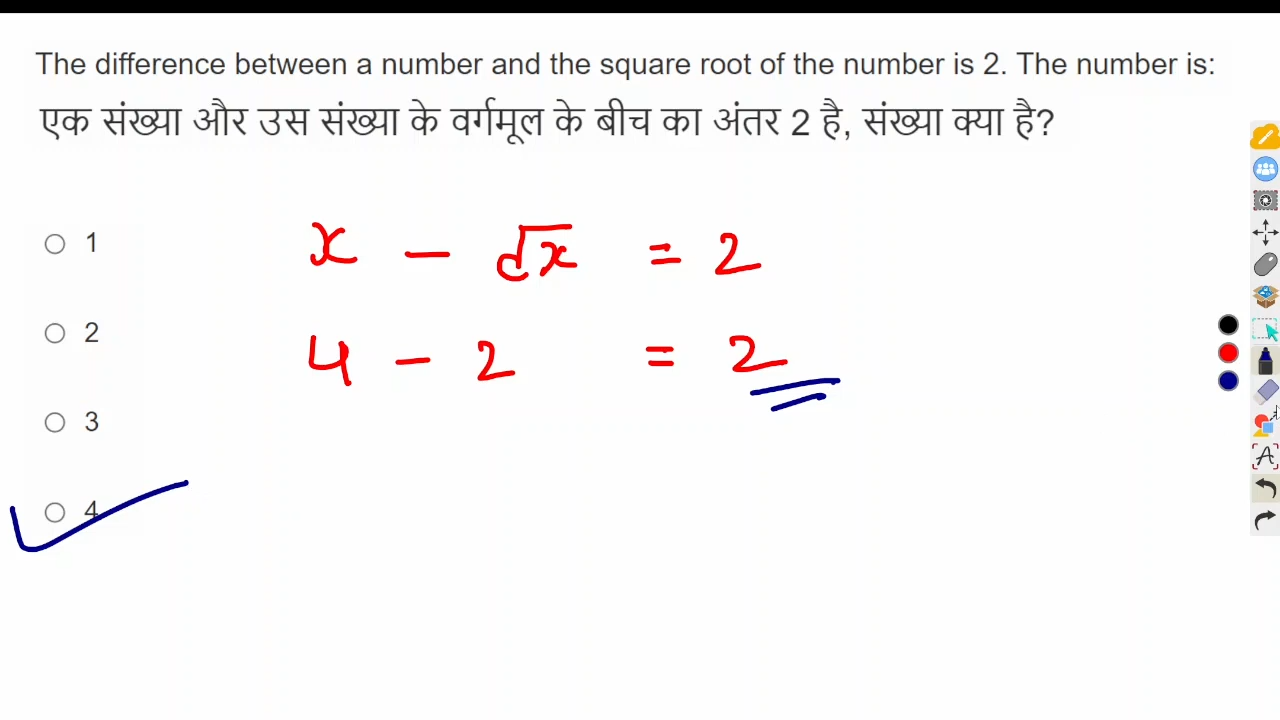 The difference between a number and the square root of the number is 2. The number is:
एक संख्या और उस संख्या के वर्गमूल के बीच का अंतर 2 है, संख्या क्या है?
1
x - √x = 2
2
4 - 2 = 2
3
4
A